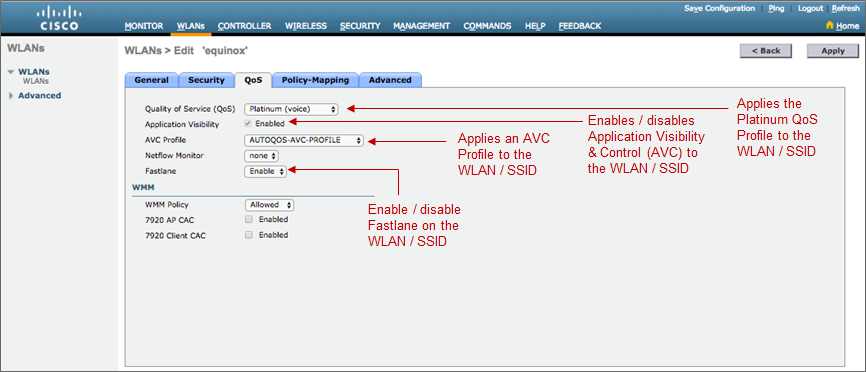 Save Configuration | Ping | Logout | Refresh
CISCO
MONITOR WLANs CONTROLLER WIRELESS SECURITY MANAGEMENT COMMANDS HELP FEEDBACK
Home
WLANs
WLANs
WLANs
Advanced
WLANs > Edit 'equinox'
< Back
Apply
General Security QoS Policy-Mapping Advanced
Quality of Service (QoS) Platinum (voice)
Application Visibility Enabled
AVC Profile AUTOQOS-AVC-PROFILE
Netflow Monitor none
Fastlane Enable
WMM
WMM Policy Allowed
7920 AP CAC Enabled
7920 Client CAC Enabled
Applies an AVC
Profile to the
WLAN / SSID
Enables / disables
Application Visibility
& Control (AVC) to
the WLAN / SSID
Applies the
Platinum QoS
Profile to the
WLAN / SSID
Enable / disable
Fastlane on the
WLAN / SSID